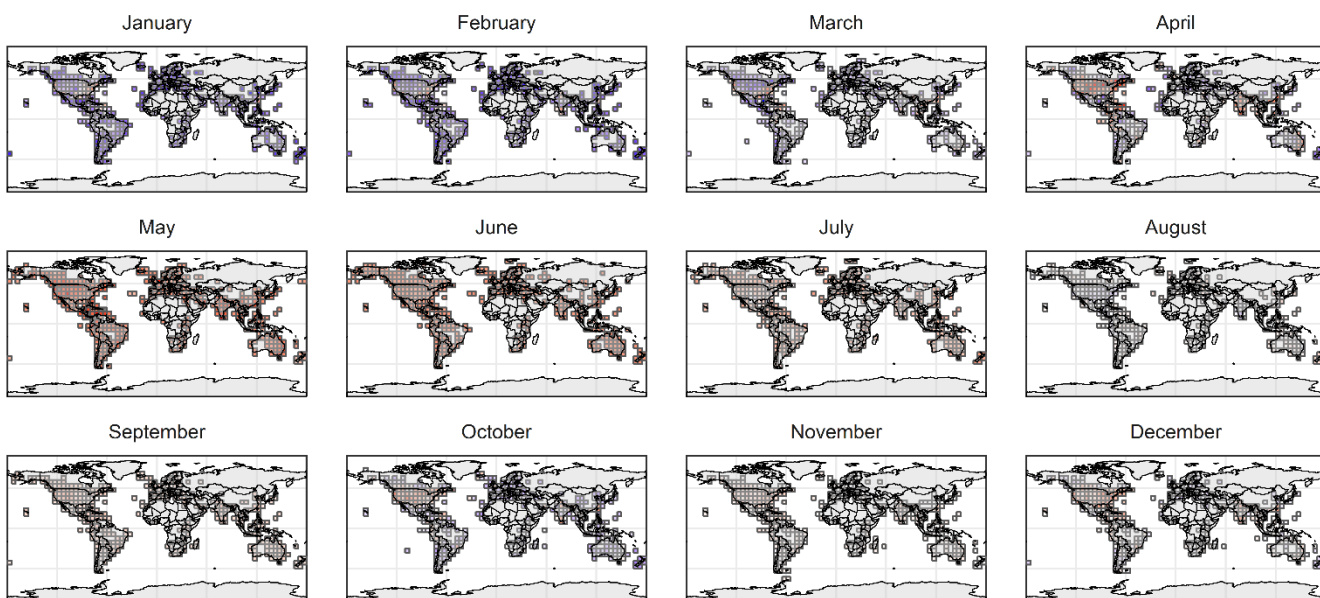 January February March April
May June July August
September October November December